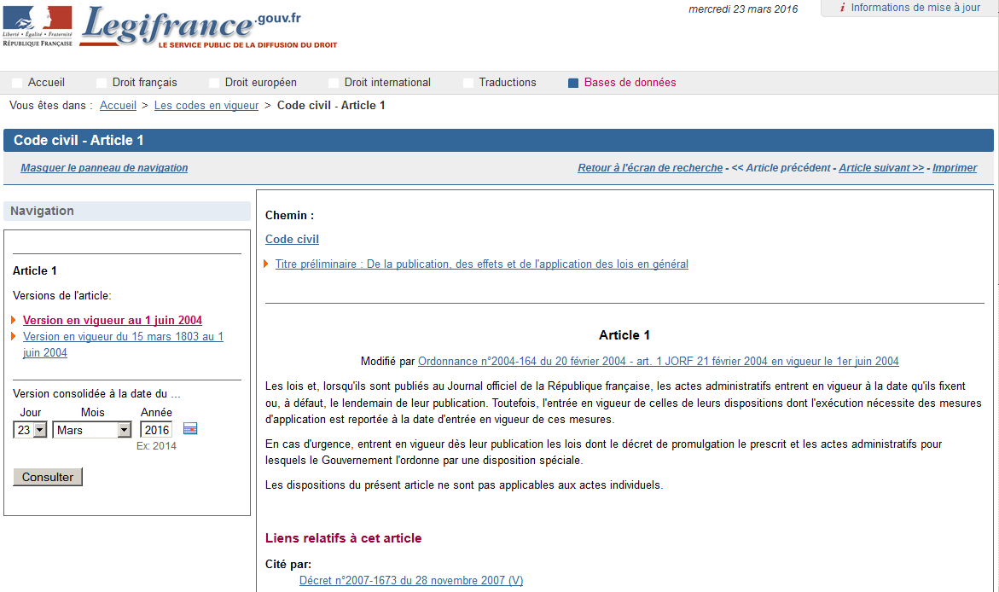 mercredi 23 mars 2016
i Informations de mise à jour
Legifrance.gouv.fr
Liberté • Égalité • Fraternité
RÉPUBLIQUE FRANÇAISE
LE SERVICE PUBLIC DE LA DIFFUSION DU DROIT
Accueil Droit français Droit européen Droit international Traductions Bases de données
Vous êtes dans : Accueil > Les codes en vigueur > Code civil - Article 1
Code civil - Article 1
Masquer le panneau de navigation
Retour à l'écran de recherche - << Article précédent - Article suivant >> - Imprimer
Navigation
Article 1
Versions de l'article:
Version en vigueur au 1 juin 2004
Version en vigueur du 15 mars 1803 au 1
juin 2004
Version consolidée à la date du ...
Jour Mois Année
23 Mars 2016
Ex: 2014
Consulter
Chemin :
Code civil
Titre préliminaire : De la publication, des effets et de l'application des lois en général
Article 1
Modifié par Ordonnance n°2004-164 du 20 février 2004 - art. 1 JORF 21 février 2004 en vigueur le 1er juin 2004
Les lois et, lorsqu'ils sont publiés au Journal officiel de la République française, les actes administratifs entrent en vigueur à la date qu'ils fixent
ou, à défaut, le lendemain de leur publication. Toutefois, l'entrée en vigueur de celles de leurs dispositions dont l'exécution nécessite des mesures
d'application est reportée à la date d'entrée en vigueur de ces mesures.
En cas d'urgence, entrent en vigueur dès leur publication les lois dont le décret de promulgation le prescrit et les actes administratifs pour
lesquels le Gouvernement l'ordonne par une disposition spéciale.
Les dispositions du présent article ne sont pas applicables aux actes individuels.
Liens relatifs à cet article
Cité par:
Décret n°2007-1673 du 28 novembre 2007 (V)